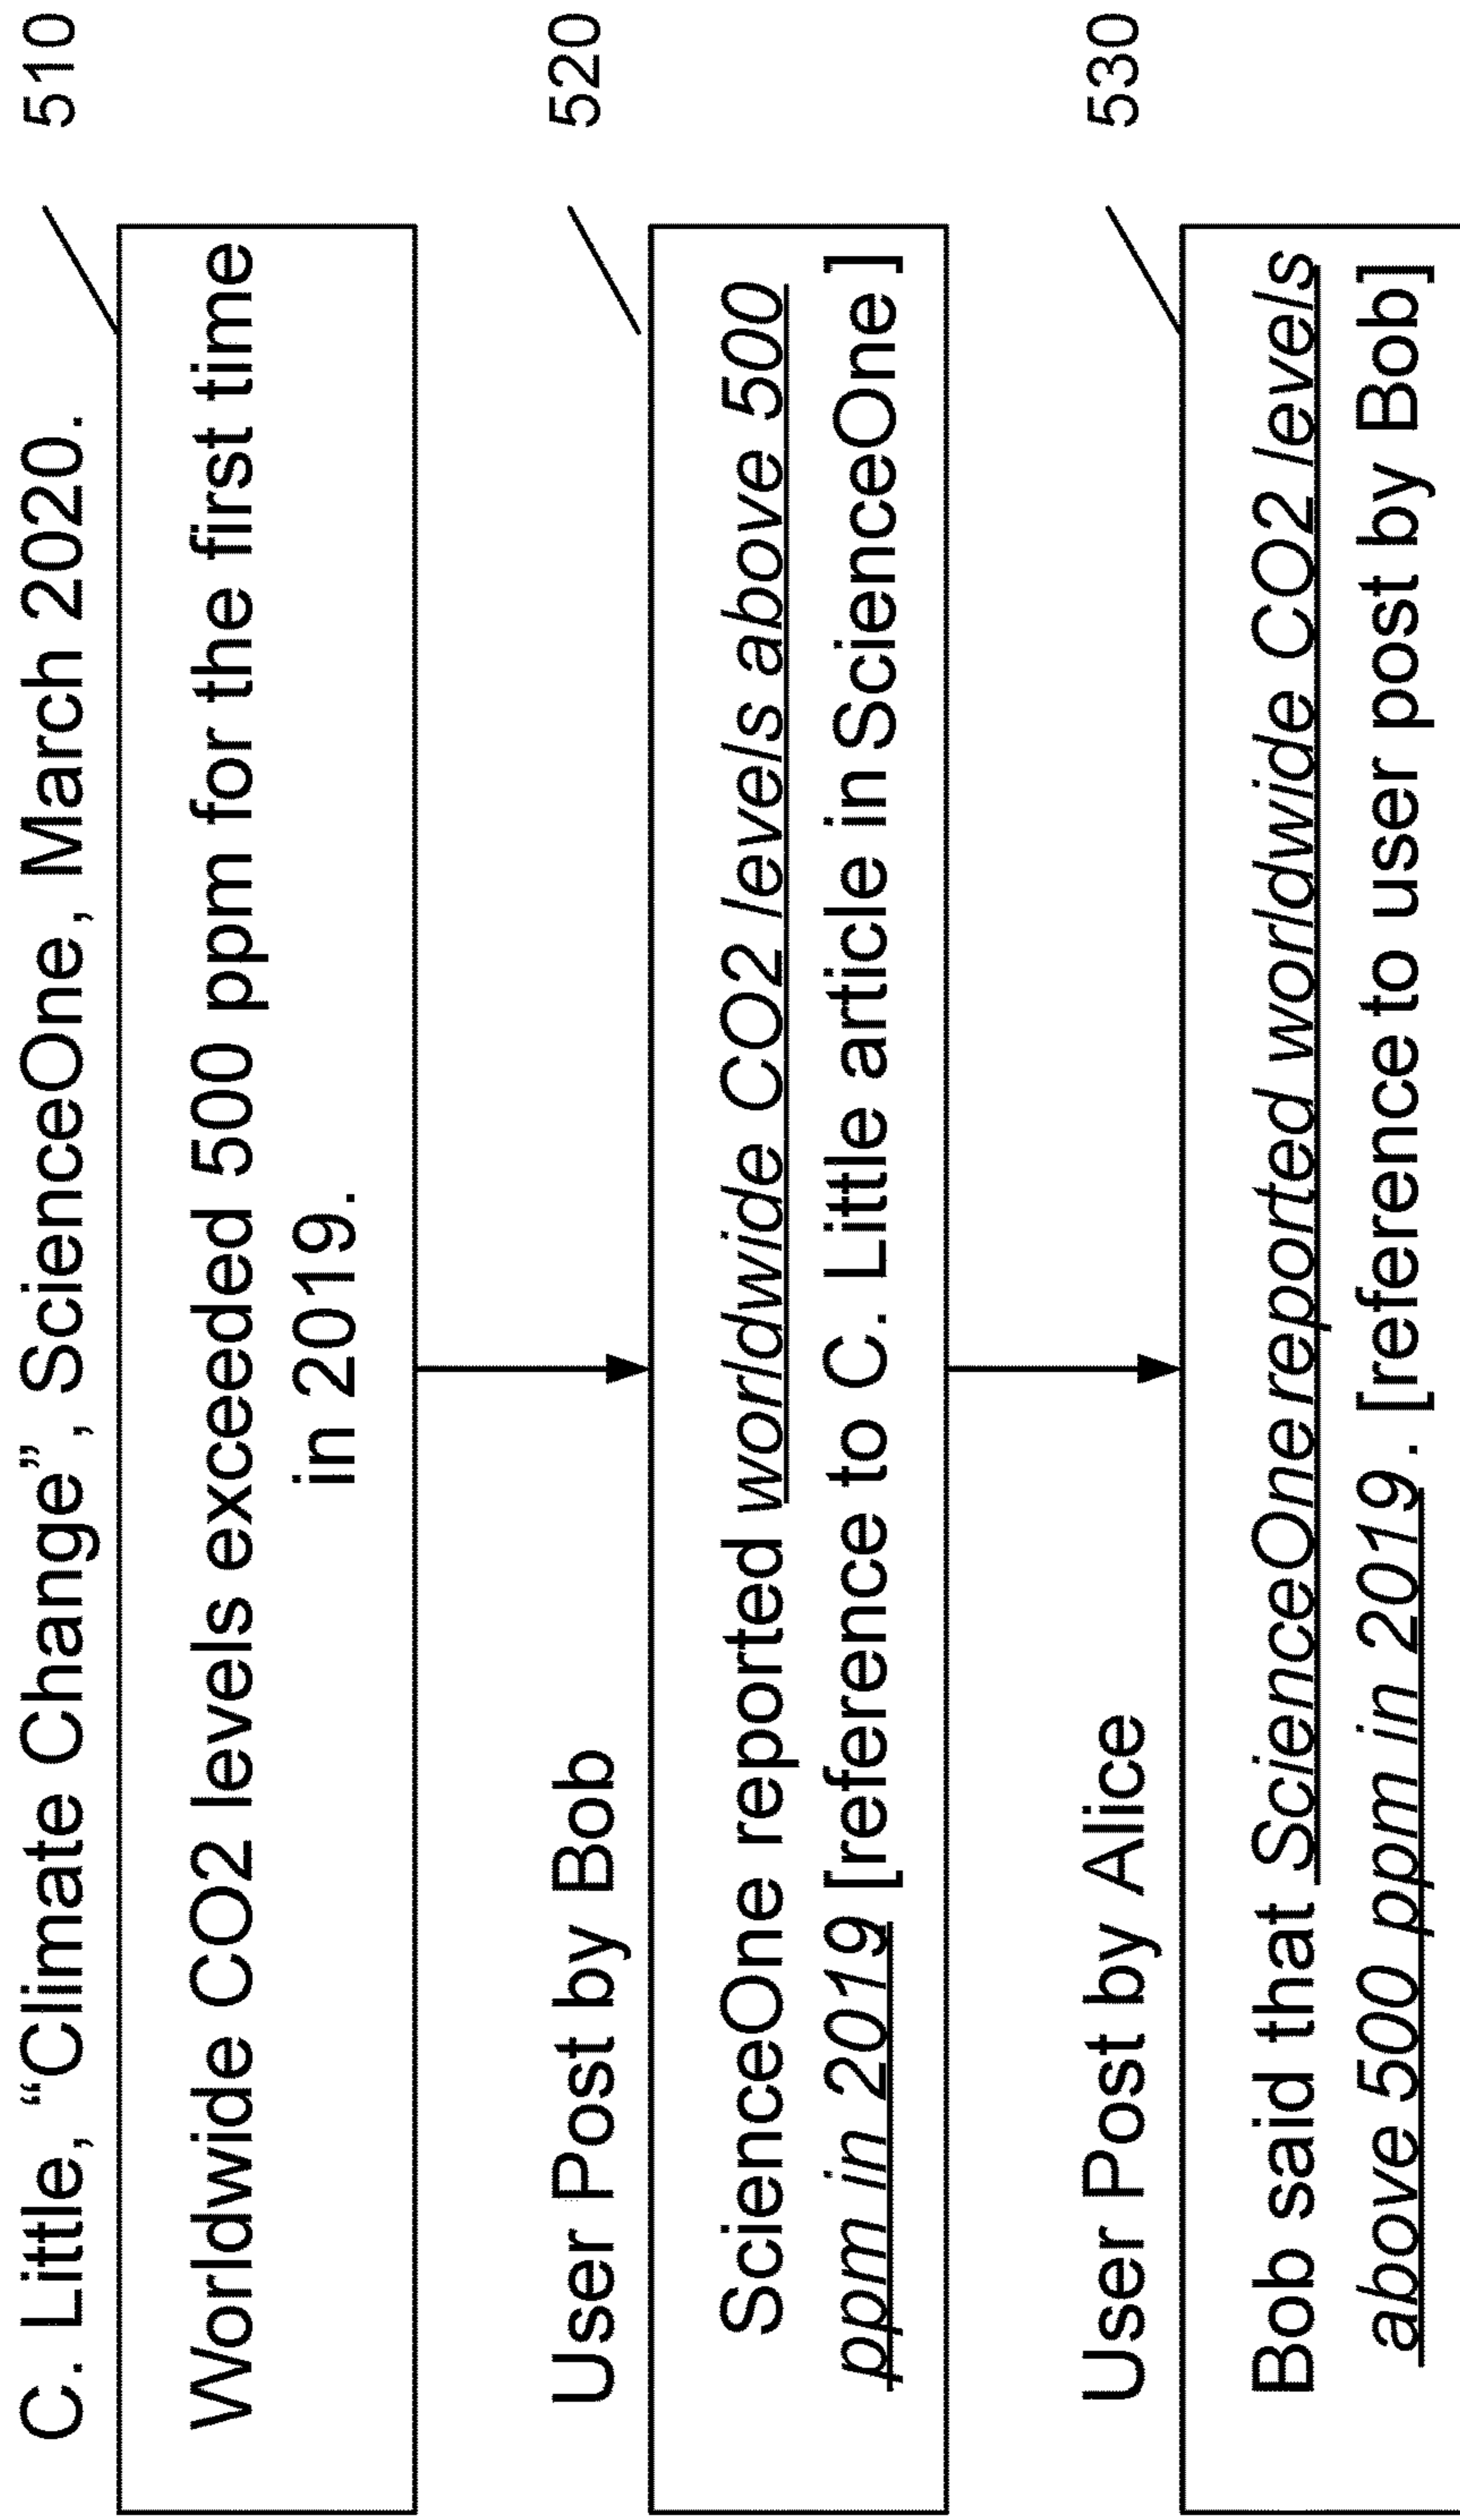 C. Little, “Climate Change”, ScienceOne, March 2020.
510
Worldwide CO2 levels exceeded 500 ppm for the first time
in 2019.
User Post by Bob
520
ScienceOne reported worldwide CO2 levels above 500
ppm in 2019 [reference to C. Little article in ScienceOne]
User Post by Alice
530
Bob said that ScienceOne reported worldwide CO2 levels
above 500 ppm in 2019. [reference to user post by Bob]